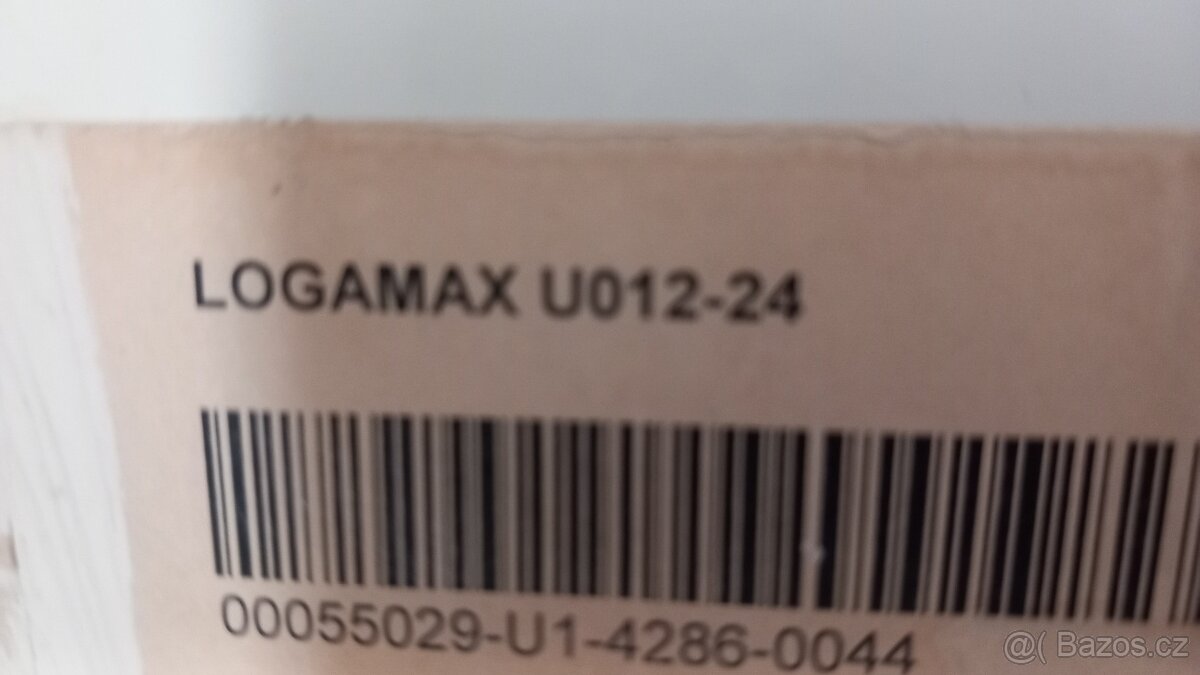 LOGAMAX U012-24
00055029-U1-4286-0044
@( Bazos.cz